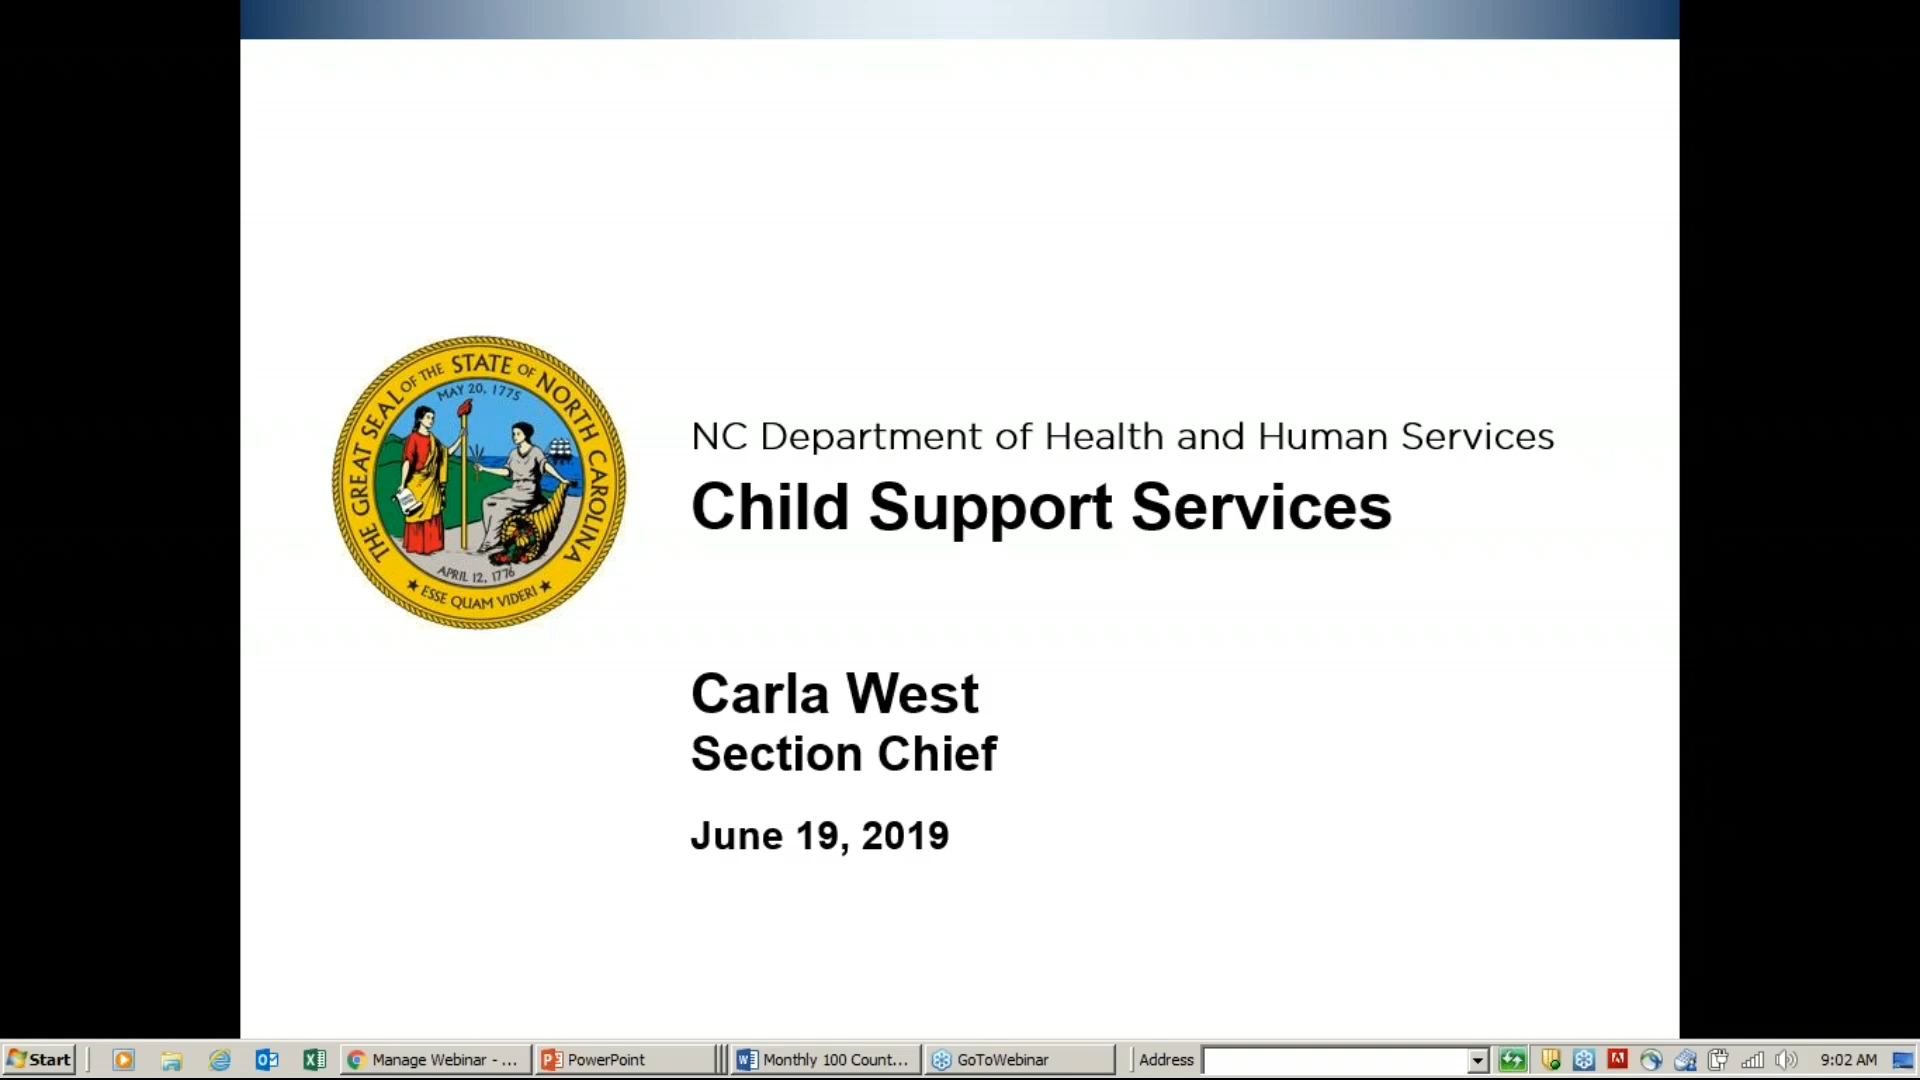 THE GREAT SEAL OF THE STATE OF NORTH CAROLINA
MAY 20, 1775
APRIL 12, 1776
★ ESSE QUAM VIDERI ★
NC Department of Health and Human Services
Child Support Services
Carla West
Section Chief
June 19, 2019
Start
Manage Webinar - ...
PowerPoint
Monthly 100 Count...
GoToWebinar
Address
9:02 AM